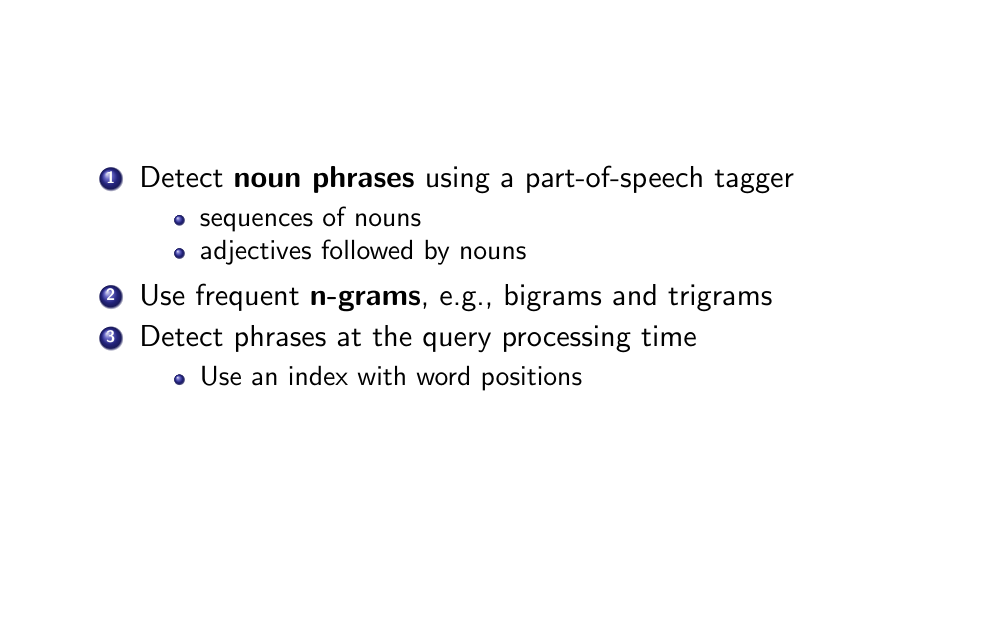 1 Detect noun phrases using a part-of-speech tagger
sequences of nouns
adjectives followed by nouns
2 Use frequent n-grams, e.g., bigrams and trigrams
3 Detect phrases at the query processing time
Use an index with word positions